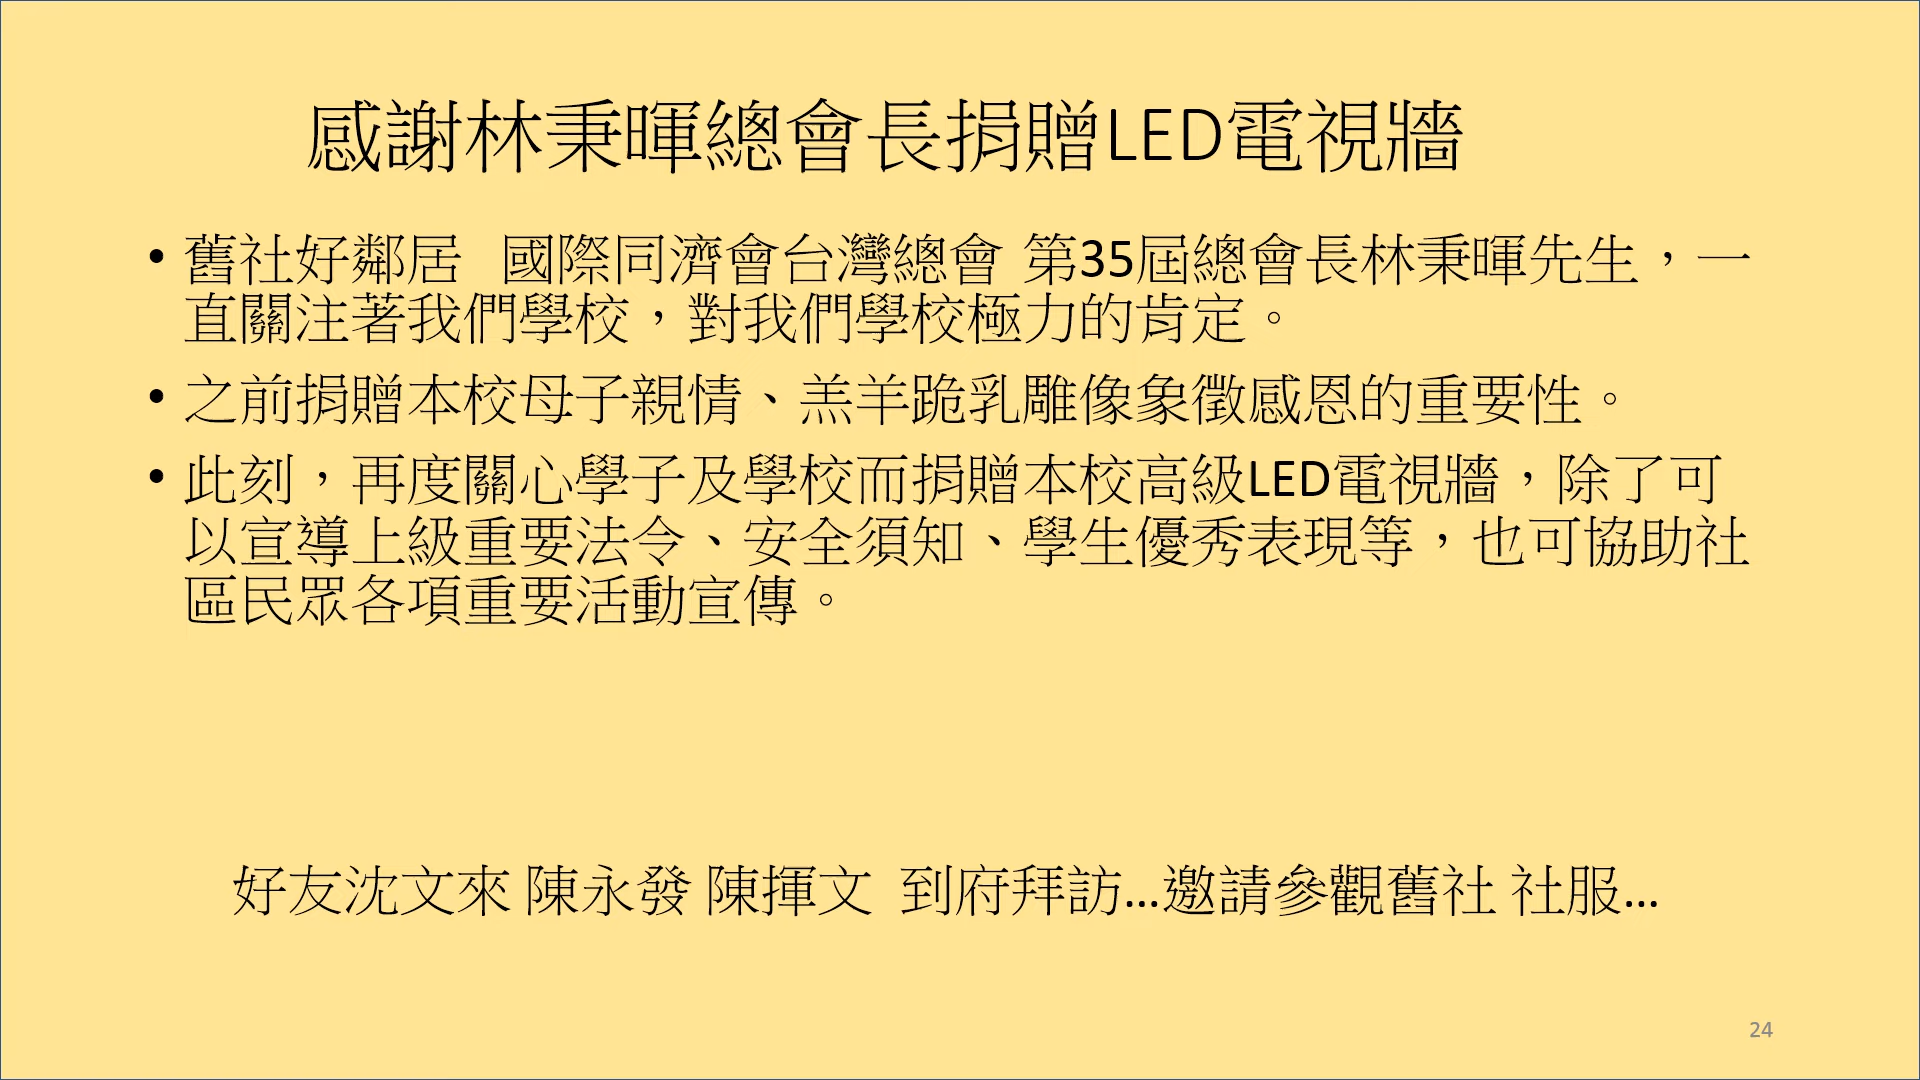 感謝林秉暉總會長捐贈LED電視牆
• 舊社好鄰居 國際同濟會台灣總會 第35屆總會長林秉暉先生，一
直關注著我們學校，對我們學校極力的肯定。
• 之前捐贈本校母子親情、羔羊跪乳雕像象徵感恩的重要性。
• 此刻，再度關心學子及學校而捐贈本校高級LED電視牆，除了可
以宣導上級重要法令、安全須知、學生優秀表現等，也可協助社
區民眾各項重要活動宣傳。
好友沈文來 陳永發 陳揮文 到府拜訪...邀請參觀舊社 社服...
24